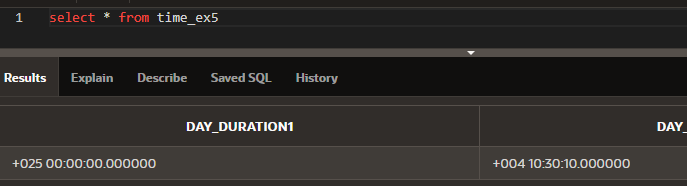 1 select * from time_ex5
Results Explain Describe Saved SQL History
DAY_DURATION1 DAY_
+025 00:00:00.000000 +004 10:30:10.000000